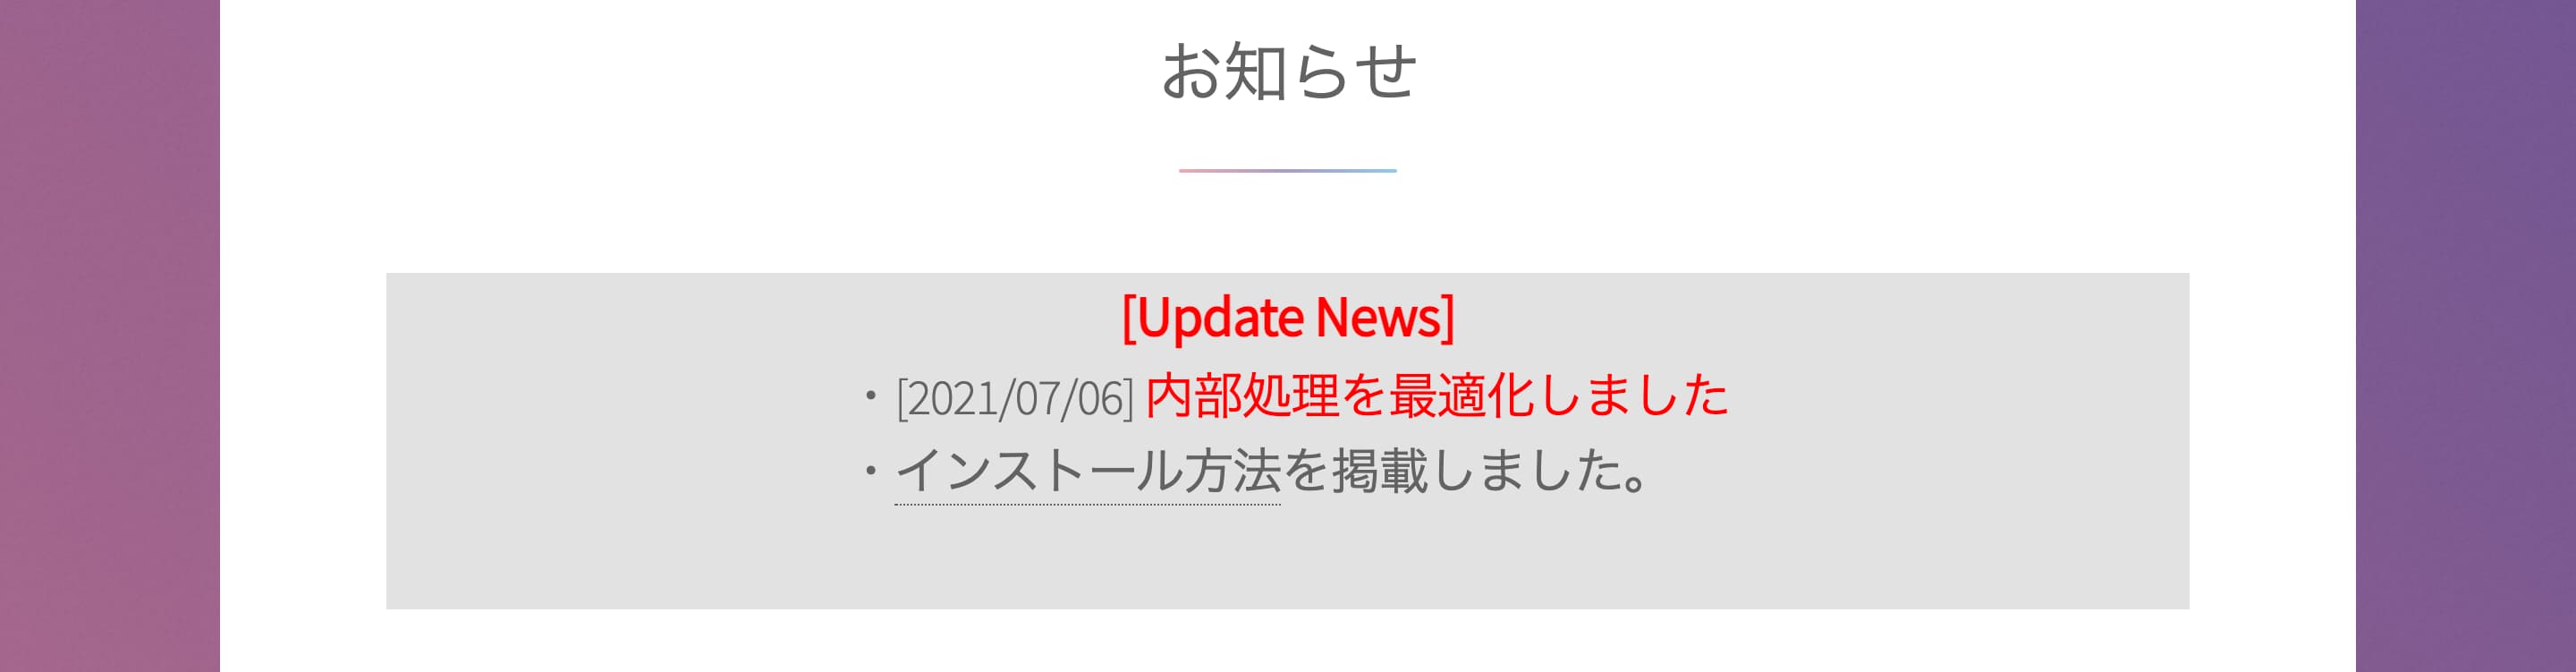 お知らせ
[Update News]
・[2021/07/06] 内部処理を最適化しました
・インストール方法を掲載しました。